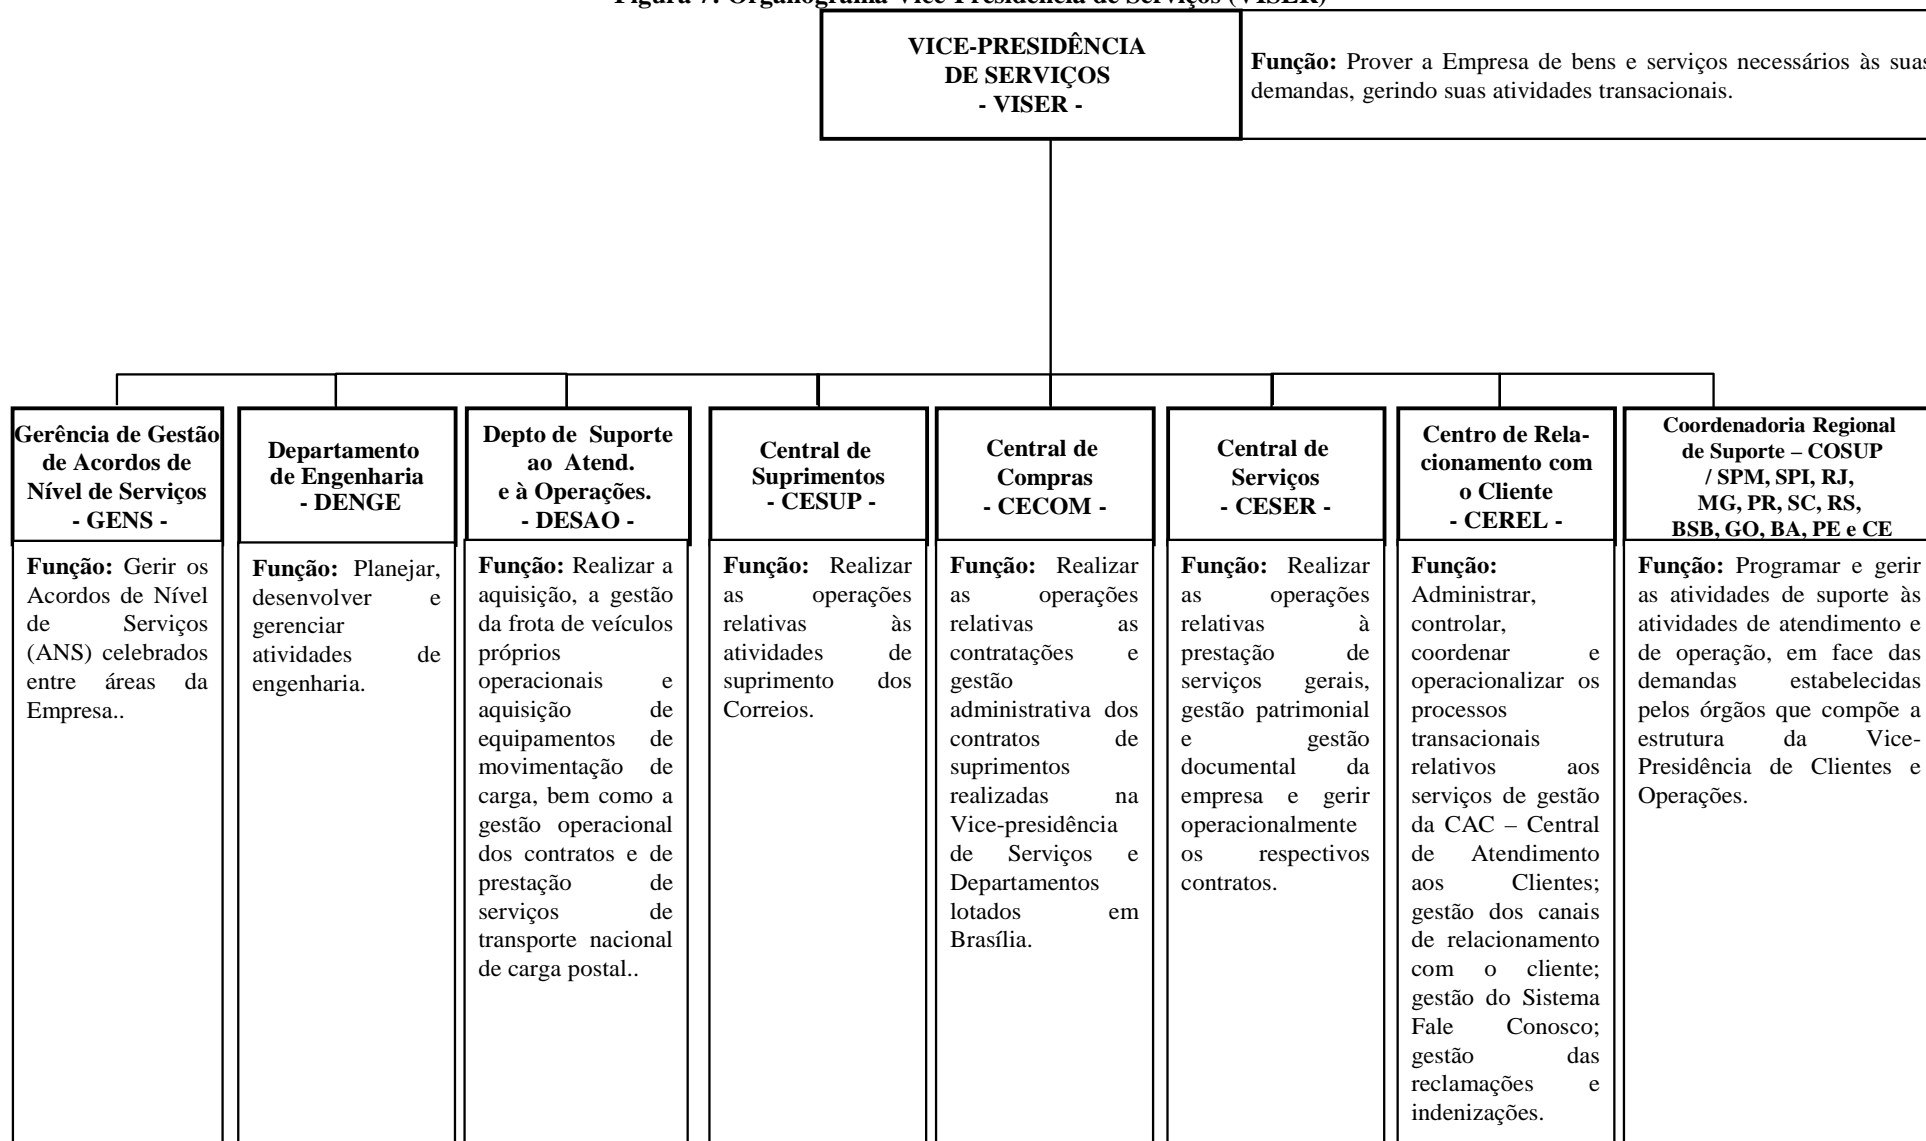 Figura 7: Organograma Vice-Presidência de Serviços (VISER)
VICE-PRESIDÊNCIA
DE SERVIÇOS
- VISER -
Função: Prover a Empresa de bens e serviços necessários às suas
demandas, gerindo suas atividades transacionais.
Gerência de Gestão
de Acordos de
Nível de Serviços
- GENS -
Função: Gerir os
Acordos de Nível
de Serviços
(ANS) celebrados
entre áreas da
Empresa..
Departamento
de Engenharia
- DENGE
Função: Planejar,
desenvolver e
gerenciar
atividades de
engenharia.
Depto de Suporte
ao Atend.
e à Operações.
- DESAO -
Função: Realizar a
aquisição, a gestão
da frota de veículos
próprios
operacionais e
aquisição de
equipamentos de
movimentação de
carga, bem como a
gestão operacional
dos contratos e de
prestação de
serviços de
transporte nacional
de carga postal..
Central de
Suprimentos
- CESUP -
Função: Realizar
as operações
relativas às
atividades de
suprimento dos
Correios.
Central de
Compras
- CECOM -
Função: Realizar
as operações
relativas as
contratações e
gestão
administrativa dos
contratos de
suprimentos
realizadas na
Vice-presidência
de Serviços e
Departamentos
lotados em
Brasília.
Central de
Serviços
- CESER -
Função: Realizar
as operações
relativas à
prestação de
serviços gerais,
gestão patrimonial
e gestão
documental da
empresa e gerir
operacionalmente
os respectivos
contratos.
Centro de Rela-
cionamento com
o Cliente
- CEREL -
Função:
Administrar,
controlar,
coordenar e
operacionalizar os
processos
transacionais
relativos aos
serviços de gestão
da CAC – Central
de Atendimento
aos Clientes;
gestão dos canais
de relacionamento
com o cliente;
gestão do Sistema
Fale Conosco;
gestão das
reclamações e
indenizações.
Coordenadoria Regional
de Suporte – COSUP
/ SPM, SPI, RJ,
MG, PR, SC, RS,
BSB, GO, BA, PE e CE
Função: Programar e gerir
as atividades de suporte às
atividades de atendimento e
de operação, em face das
demandas estabelecidas
pelos órgãos que compõe a
estrutura da Vice-
Presidência de Clientes e
Operações.